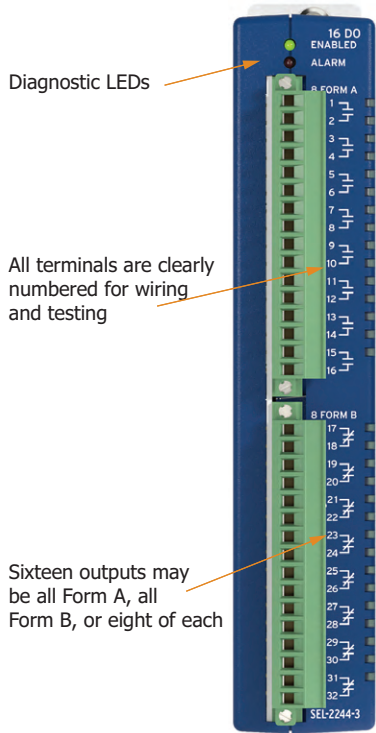 16 DO
ENABLED
ALARM
Diagnostic LEDs
8 FORM A
1
2
3
4
5
6
7
8
All terminals are clearly
numbered for wiring
and testing
9
10
11
12
13
14
15
16
8 FORM B
17
18
19
20
21
22
23
24
Sixteen outputs may
be all Form A, all
Form B, or eight of each
25
26
27
28
29
30
31
32
SEL-2244-3